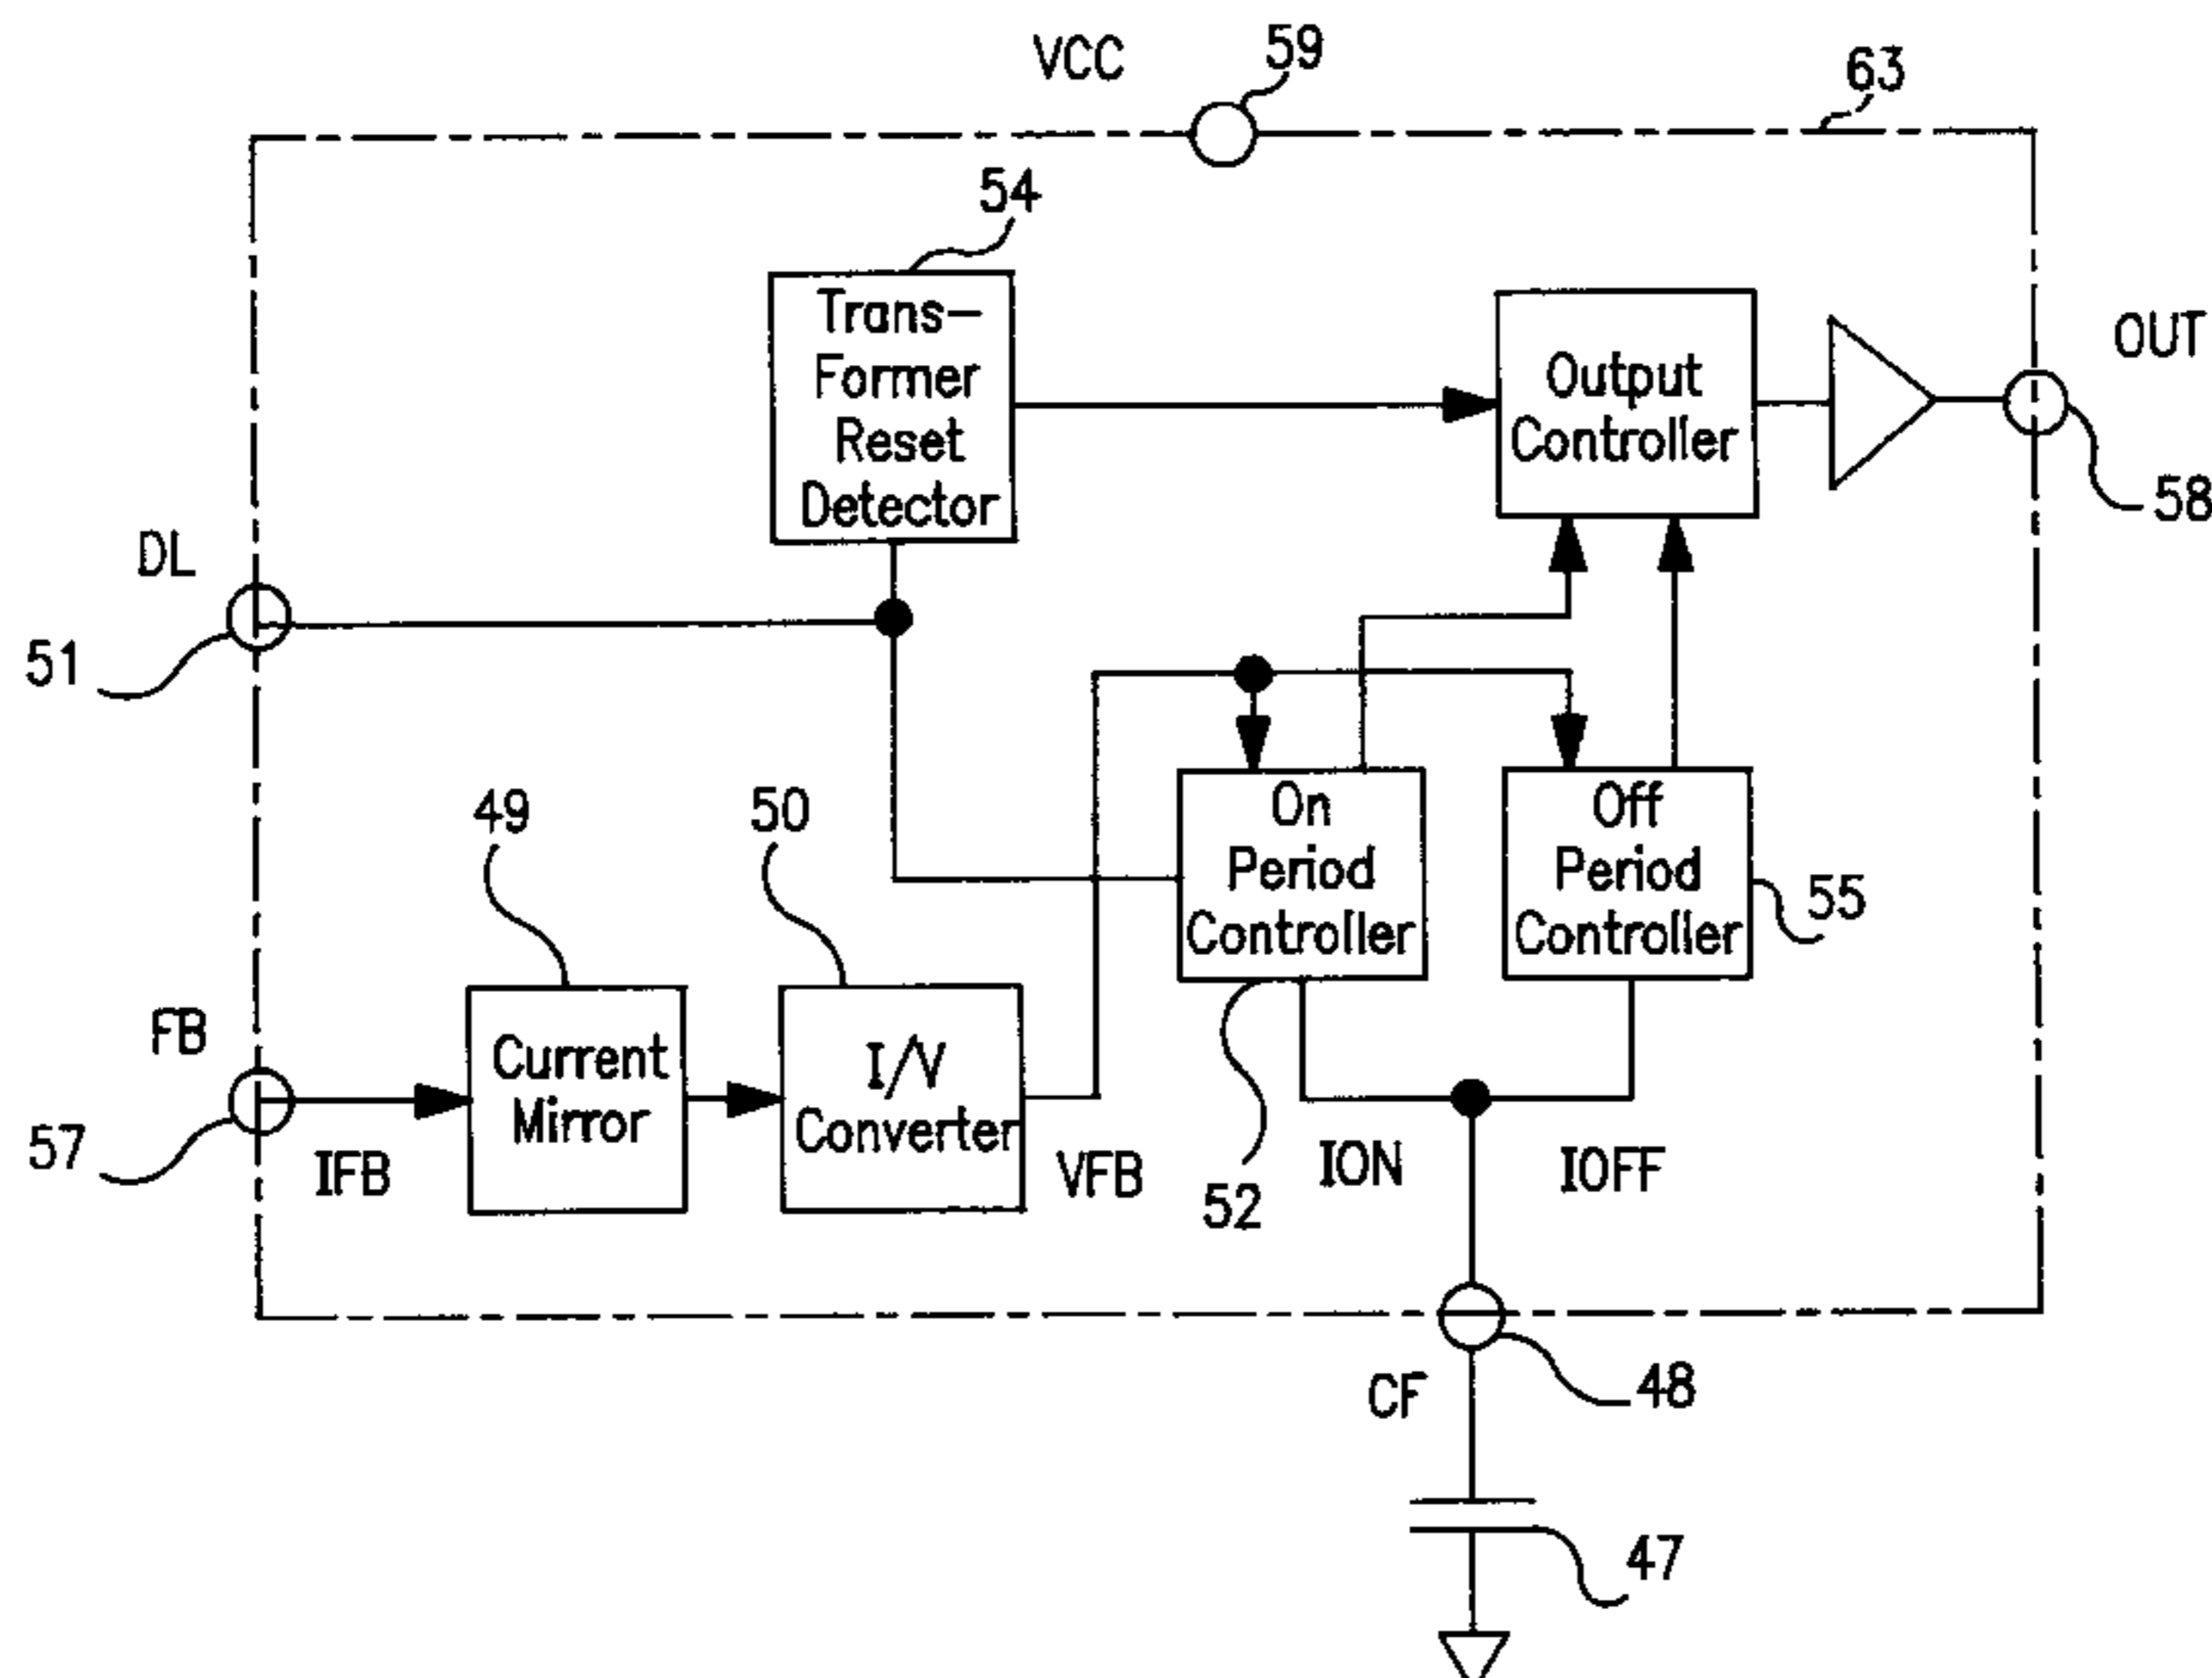 VCC
59
63
54
Trans-
Former
Reset
Detector
Output
Controller
OUT
58
DL
51
49
50
On
Period
Controller
Off
Period
Controller
55
FB
57
IFB
Current
Mirror
I/V
Converter
VFB
52
ION
IOFF
CF
48
47